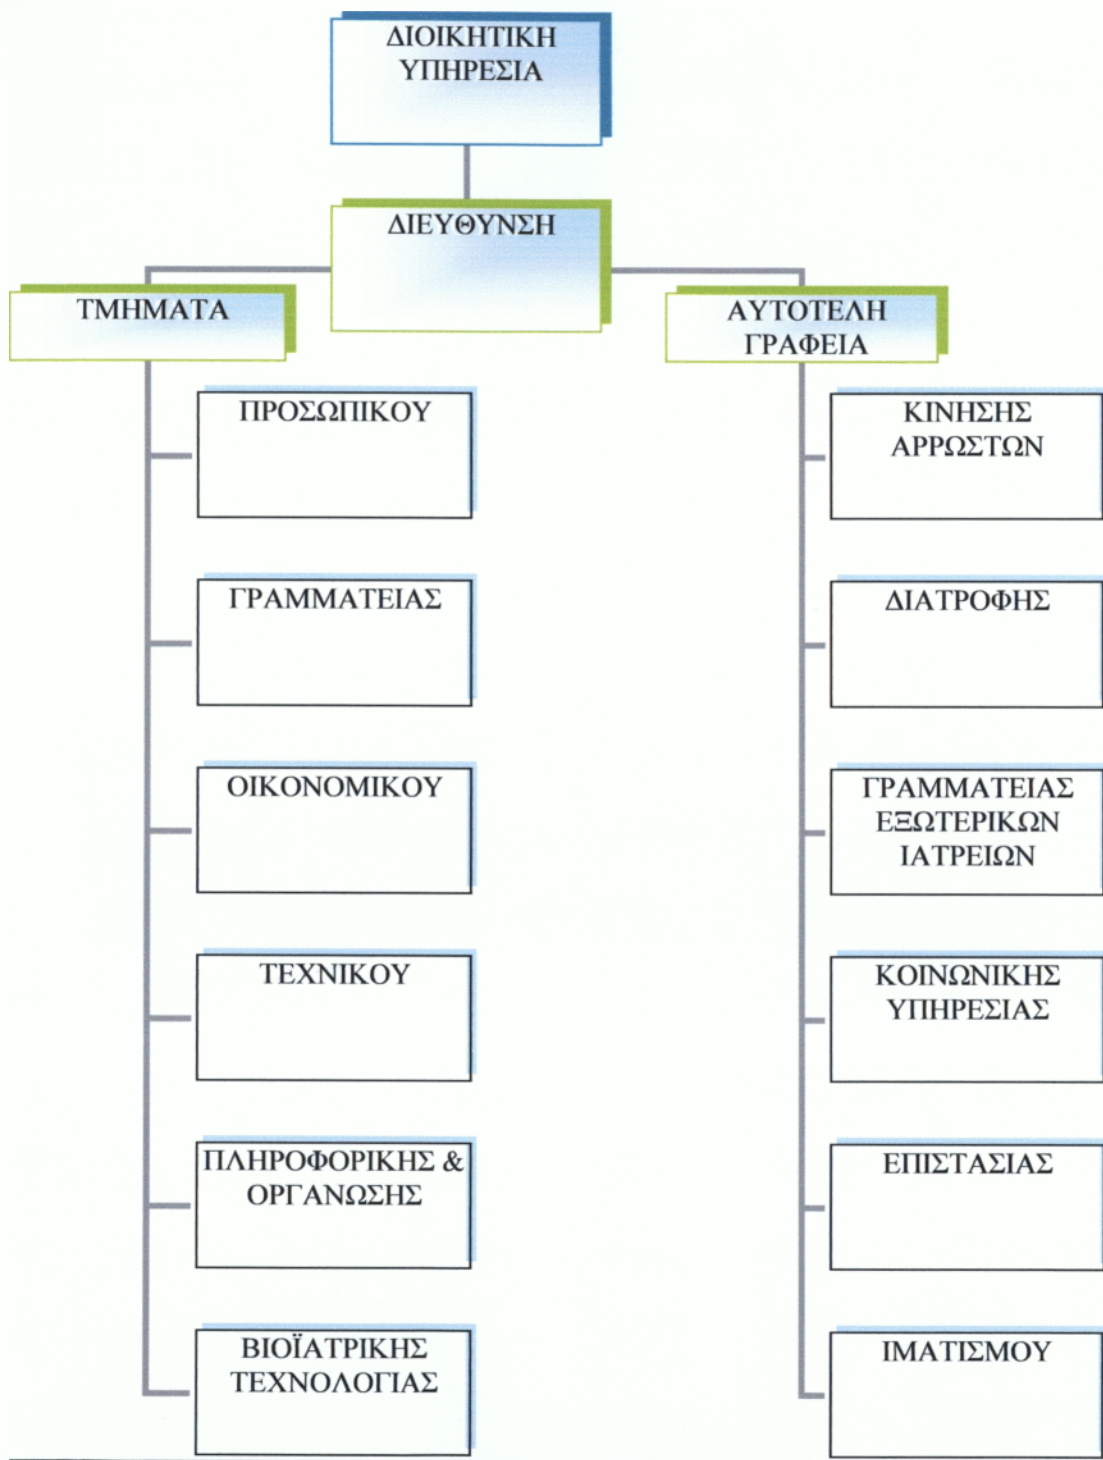 ΔΙΟΙΚΗΤΙΚΗ
ΥΠΗΡΕΣΙΑ
ΔΙΕΥΘΥΝΣΗ
ΤΜΗΜΑΤΑ
ΠΡΟΣΩΠΙΚΟΥ
ΓΡΑΜΜΑΤΕΙΑΣ
ΟΙΚΟΝΟΜΙΚΟΥ
ΤΕΧΝΙΚΟΥ
ΠΛΗΡΟΦΟΡΙΚΗΣ &
ΟΡΓΑΝΩΣΗΣ
ΒΙΟΪΑΤΡΙΚΗΣ
ΤΕΧΝΟΛΟΓΙΑΣ
ΑΥΤΟΤΕΛΗ
ΓΡΑΦΕΙΑ
ΚΙΝΗΣΗΣ
ΑΡΡΩΣΤΩΝ
ΔΙΑΤΡΟΦΗΣ
ΓΡΑΜΜΑΤΕΙΑΣ
ΕΞΩΤΕΡΙΚΩΝ
ΙΑΤΡΕΙΩΝ
ΚΟΙΝΩΝΙΚΗΣ
ΥΠΗΡΕΣΙΑΣ
ΕΠΙΣΤΑΣΙΑΣ
ΙΜΑΤΙΣΜΟΥ